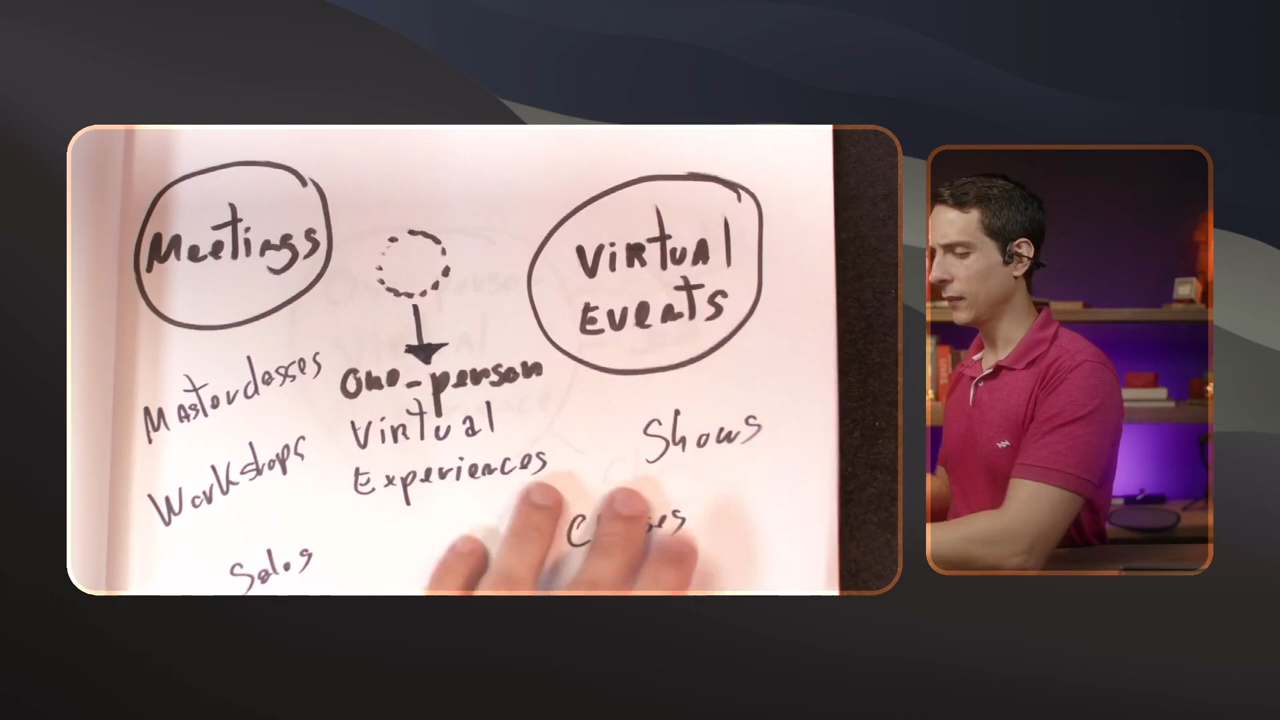 Meetings
Virtual
Events
One-person
Virtual
Experiences
Masterclasses
Workshops
Sales
Shows